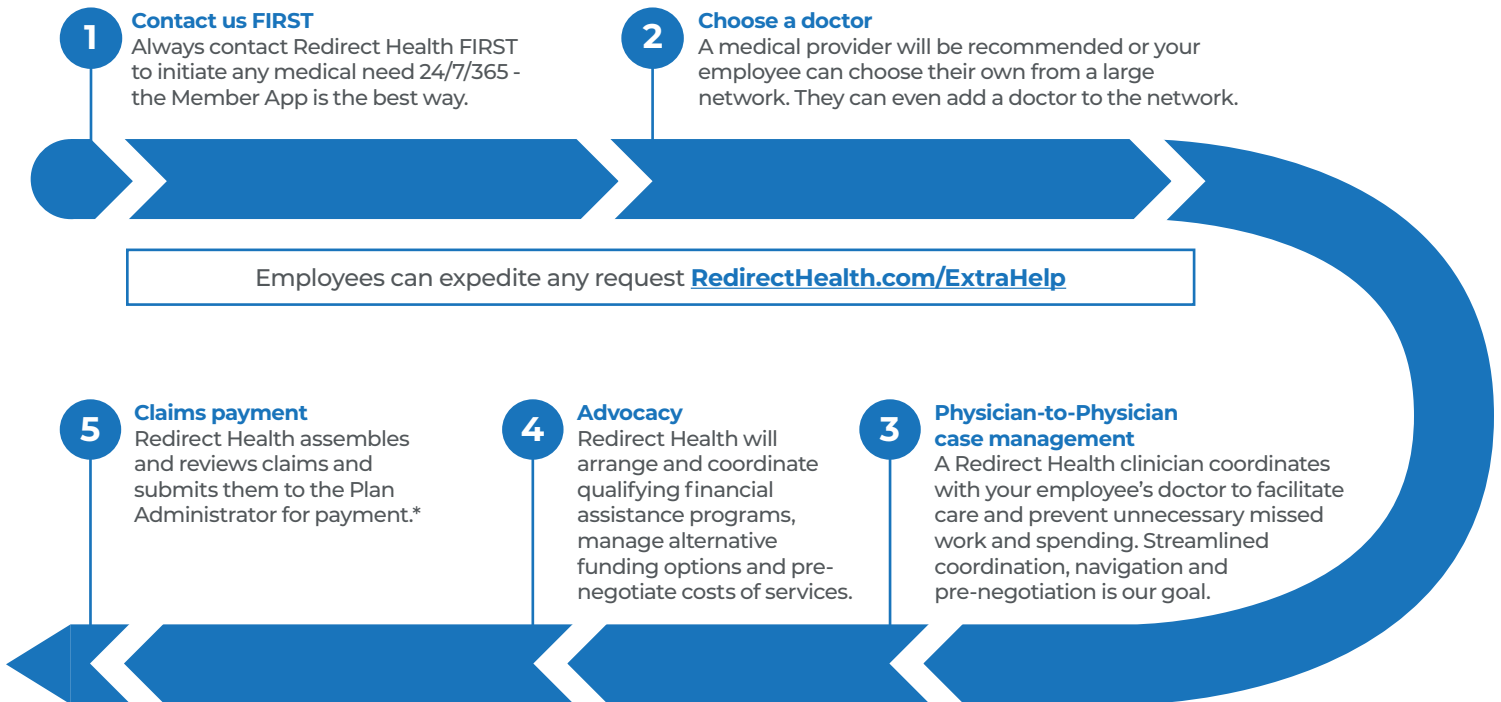 1
Contact us FIRST
Always contact Redirect Health FIRST
to initiate any medical need 24/7/365 -
the Member App is the best way.
2
Choose a doctor
A medical provider will be recommended or your
employee can choose their own from a large
network. They can even add a doctor to the network.
Employees can expedite any request RedirectHealth.com/ExtraHelp
3
Physician-to-Physician
case management
A Redirect Health clinician coordinates
with your employee’s doctor to facilitate
care and prevent unnecessary missed
work and spending. Streamlined
coordination, navigation and
pre-negotiation is our goal.
4
Advocacy
Redirect Health will
arrange and coordinate
qualifying financial
assistance programs,
manage alternative
funding options and pre-
negotiate costs of services.
5
Claims payment
Redirect Health assembles
and reviews claims and
submits them to the Plan
Administrator for payment.*